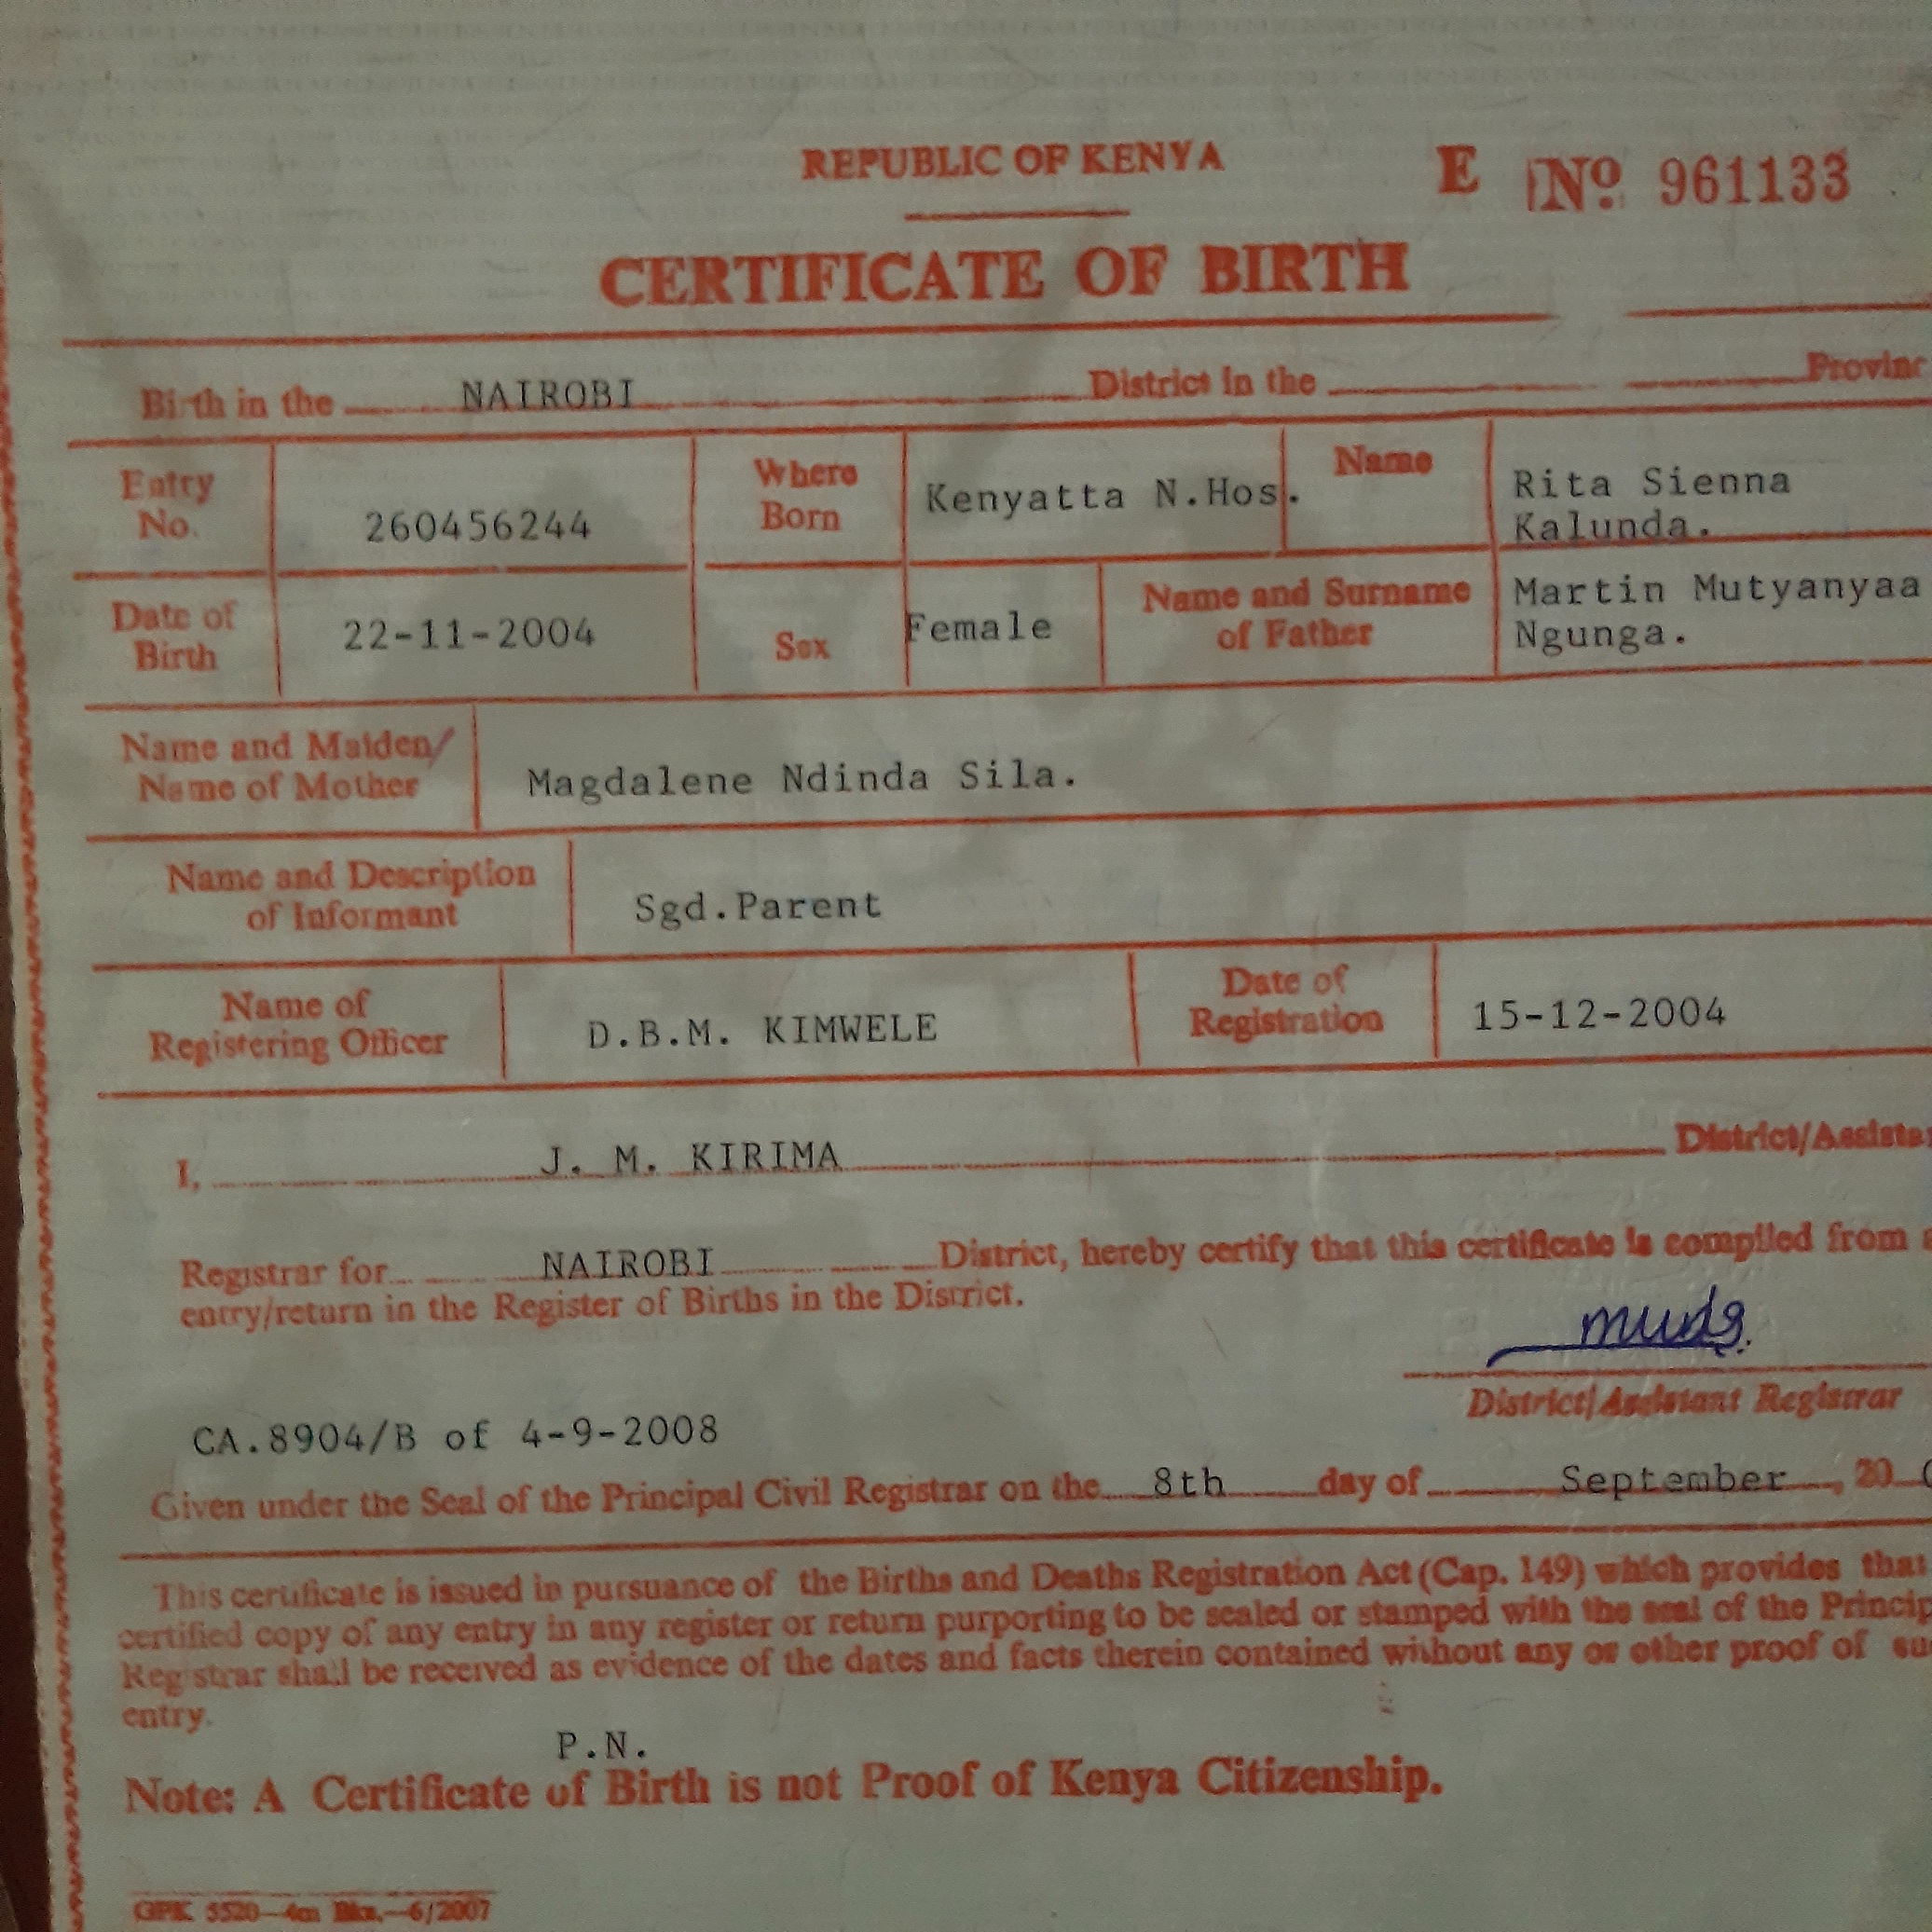 REPUBLIC OF KENYA
E No. 961133
CERTIFICATE OF BIRTH
Birth in the NAIROBI District in the Provinc
Entry No. 260456244 Where Born Kenyatta N.Hos. Name Rita Sienna Kalunda.
Date of Birth 22-11-2004 Sex Female Name and Surname of Father Martin Mutyanyaa Ngunga.
Name and Maiden/ Name of Mother Magdalene Ndinda Sila.
Name and Description of Informant Sgd.Parent
Name of Registering Officer D.B.M. KIMWELE Date of Registration 15-12-2004
I, J. M. KIRIMA District/Assista
Registrar for NAIROBI District, hereby certify that this certificate is compiled from a
entry/return in the Register of Births in the District.
District/Assistant Registrar
CA.8904/B of 4-9-2008
Given under the Seal of the Principal Civil Registrar on the 8th day of September, 20
This certificate is issued in pursuance of the Births and Deaths Registration Act (Cap. 149) which provides that
certified copy of any entry in any register or return purporting to be sealed or stamped with the seal of the Princip
Registrar shall be received as evidence of the dates and facts therein contained without any or other proof of su
entry.
P.N.
Note: A Certificate of Birth is not Proof of Kenya Citizenship.
GPK 5520—4m Bks.—6/2007